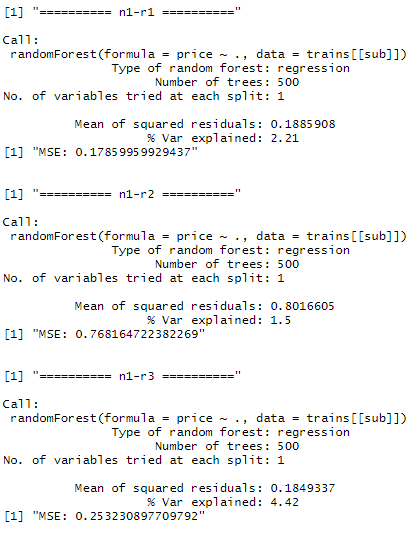 [1] "========== n1-r1 =========="
Call:
randomForest(formula = price ~ ., data = trains[[sub]])
Type of random forest: regression
Number of trees: 500
No. of variables tried at each split: 1
Mean of squared residuals: 0.1885908
% Var explained: 2.21
[1] "MSE: 0.17859959929437"
[1] "========== n1-r2 =========="
Call:
randomForest(formula = price ~ ., data = trains[[sub]])
Type of random forest: regression
Number of trees: 500
No. of variables tried at each split: 1
Mean of squared residuals: 0.8016605
% Var explained: 1.5
[1] "MSE: 0.768164722382269"
[1] "========== n1-r3 =========="
Call:
randomForest(formula = price ~ ., data = trains[[sub]])
Type of random forest: regression
Number of trees: 500
No. of variables tried at each split: 1
Mean of squared residuals: 0.1849337
% Var explained: 4.42
[1] "MSE: 0.253230897709792"